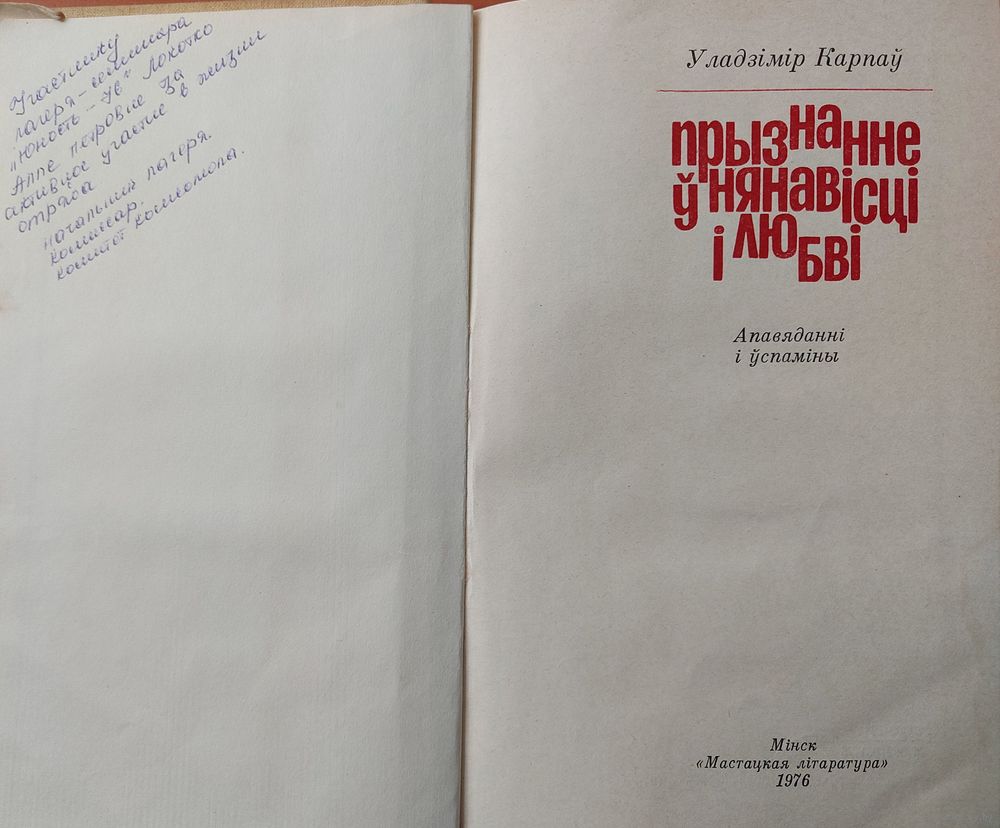 Участнику
лагеря-семинара
"Юность - 78" Локотко
Алле Петровне за
активное участие в жизни
отряда
начальник лагеря.
комиссар.
комитет комсомола.
Уладзімір Карпаў
прызнанне
ў нянавісці
і любві
Апавяданні
і ўспаміны
Мінск
«Мастацкая літаратура»
1976